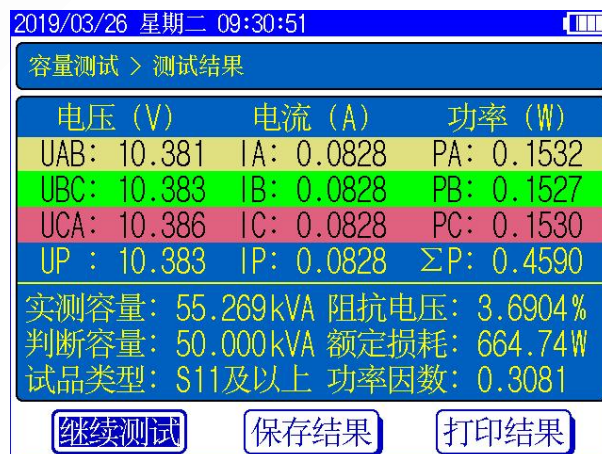 2019/03/26 星期二 09:30:51
容量测试 > 测试结果
电压 (V) 电流 (A) 功率 (W)
UAB: 10.381 IA: 0.0828 PA: 0.1532
UBC: 10.383 IB: 0.0828 PB: 0.1527
UCA: 10.386 IC: 0.0828 PC: 0.1530
UP : 10.383 IP: 0.0828 ΣP: 0.4590
实测容量: 55.269kVA 阻抗电压: 3.6904%
判断容量: 50.000kVA 额定损耗: 664.74W
试品类型: S11及以上 功率因数: 0.3081
继续测试 保存结果 打印结果